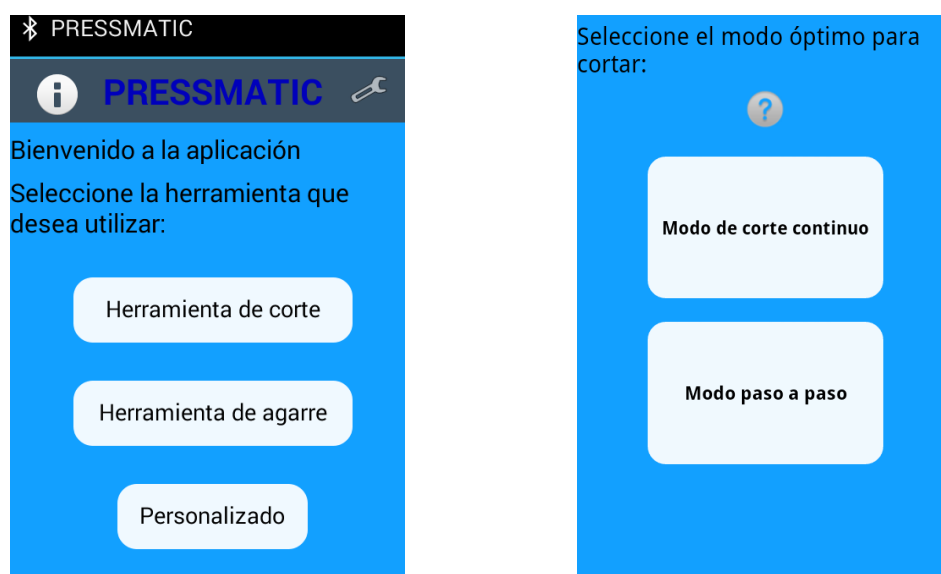 PRESSMATIC
PRESSMATIC
Bienvenido a la aplicación
Seleccione la herramienta que
desea utilizar:
Herramienta de corte
Herramienta de agarre
Personalizado
Seleccione el modo óptimo para
cortar:
?
Modo de corte continuo
Modo paso a paso